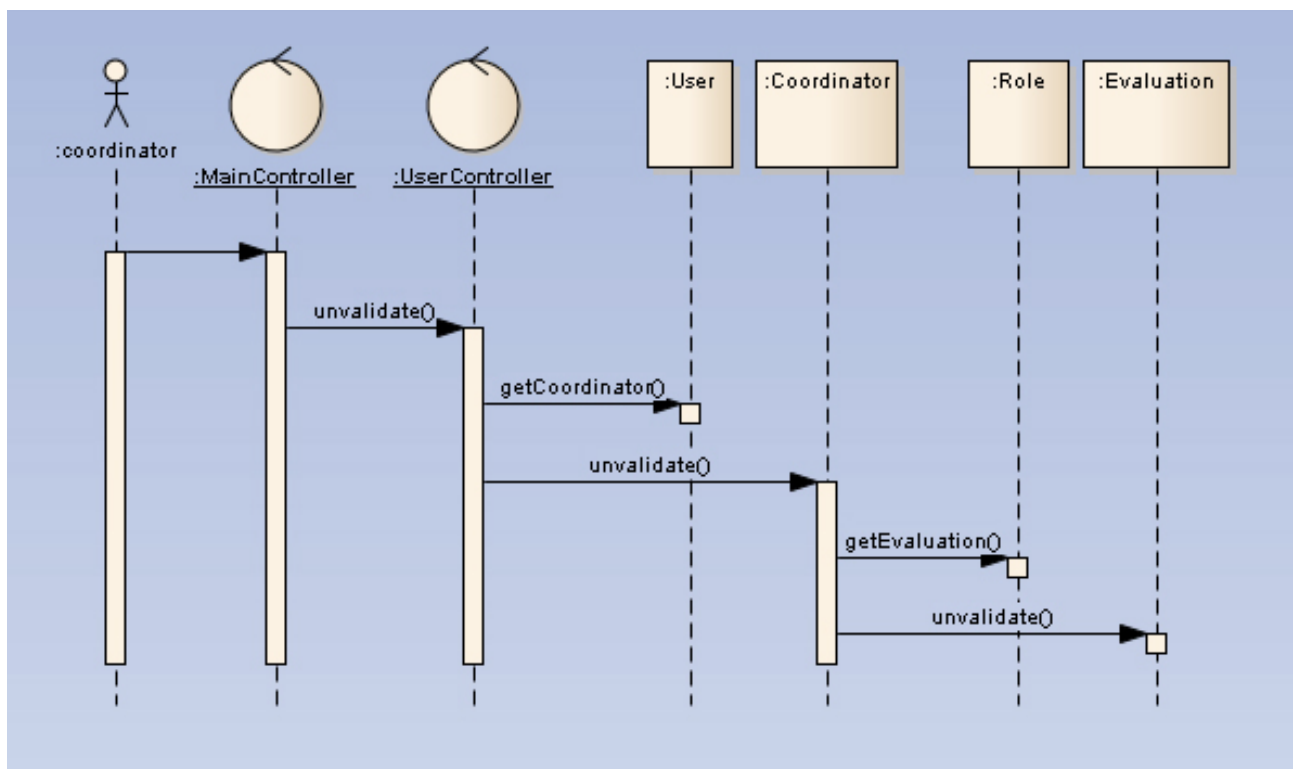 :User
:Coordinator
:Role
:Evaluation
:coordinator
:MainController
:UserController
unvalidate()
getCoordinator()
unvalidate()
getEvaluation()
unvalidate()